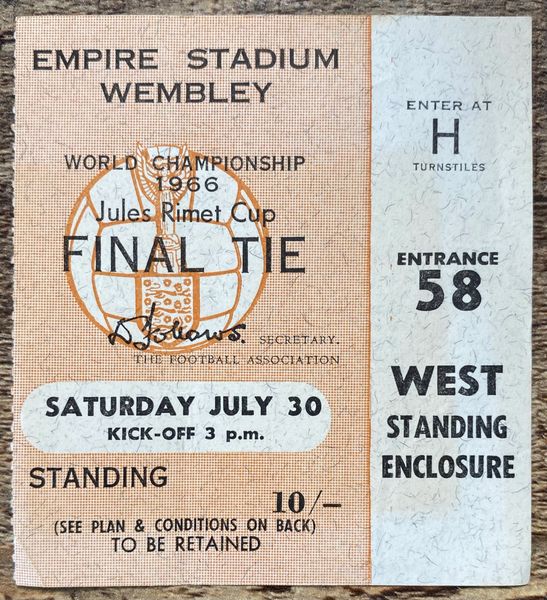 EMPIRE STADIUM
WEMBLEY
WORLD CHAMPIONSHIP
1966
Jules Rimet Cup
FINAL TIE
D Follows. SECRETARY.
THE FOOTBALL ASSOCIATION
SATURDAY JULY 30
KICK-OFF 3 p.m.
STANDING
10/–
(SEE PLAN & CONDITIONS ON BACK)
TO BE RETAINED
ENTER AT
H
TURNSTILES
ENTRANCE
58
WEST
STANDING
ENCLOSURE